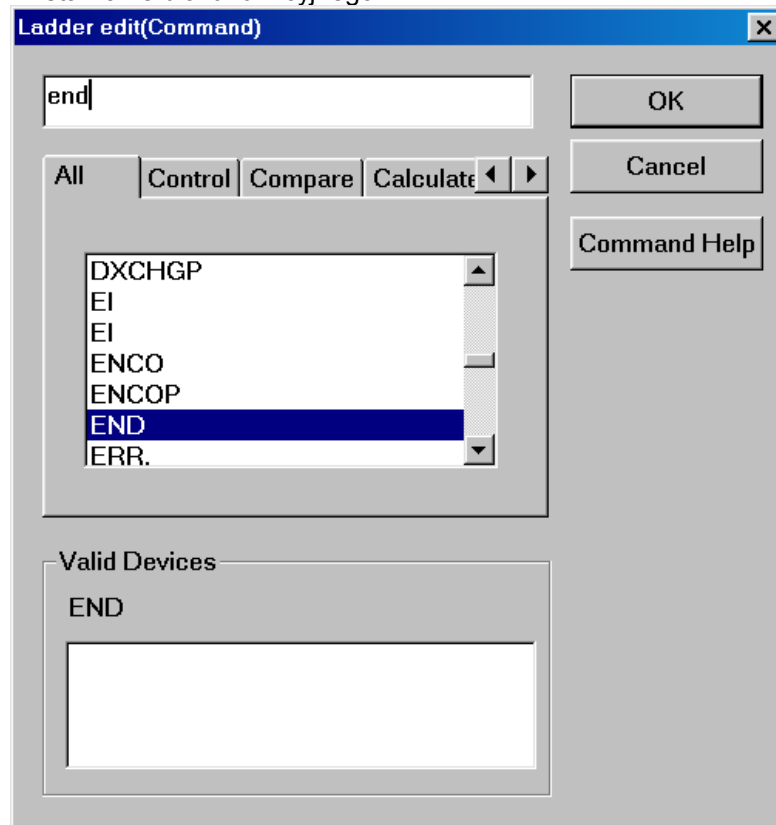 Ladder edit(Command)
end
OK
Cancel
Command Help
All Control Compare Calculate
DXCHGP
EI
EI
ENCO
ENCOP
END
ERR.
Valid Devices
END